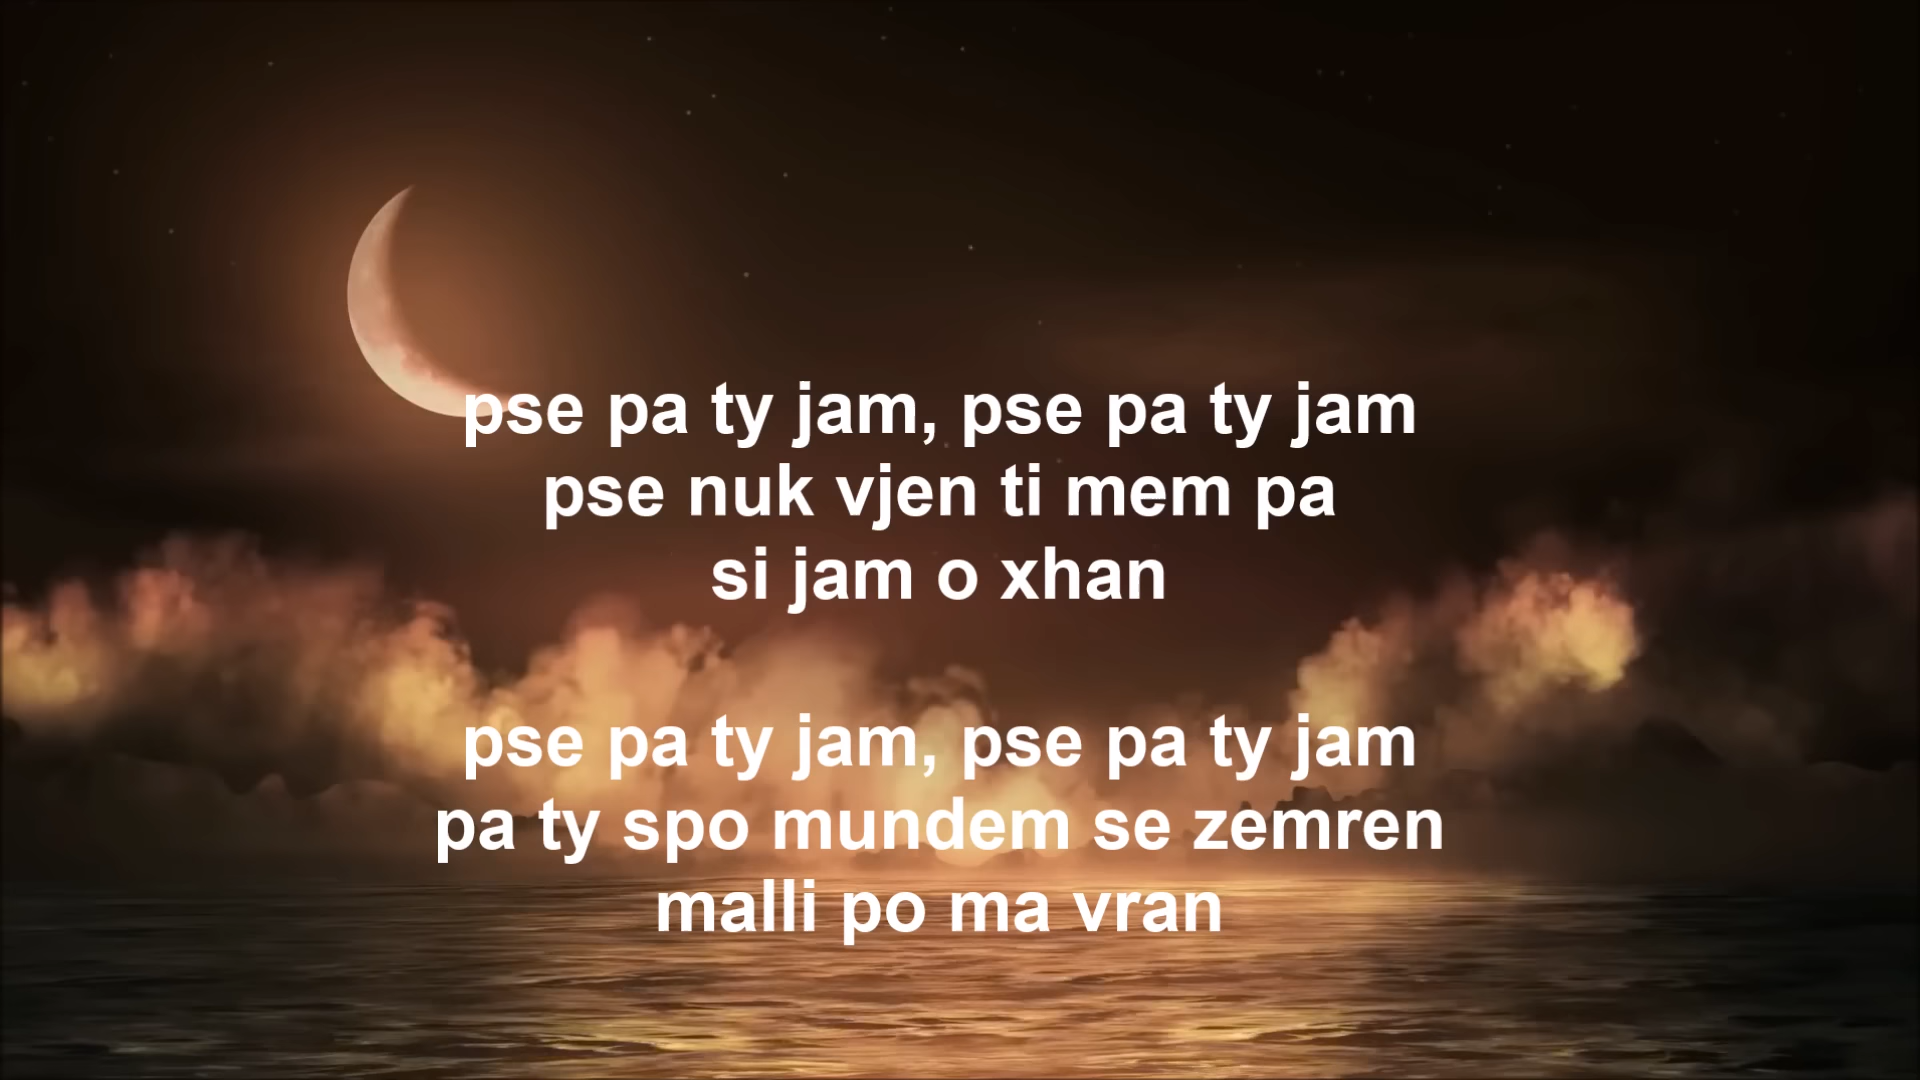 pse pa ty jam, pse pa ty jam
pse nuk vjen ti mem pa
si jam o xhan
pse pa ty jam, pse pa ty jam
pa ty spo mundem se zemren
malli po ma vran